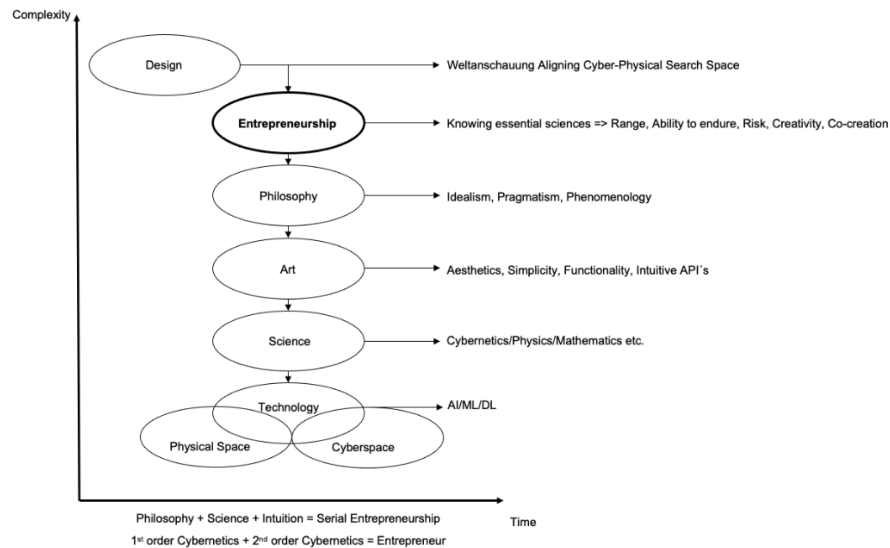 Complexity
Design
Weltanschauung Aligning Cyber-Physical Search Space
Entrepreneurship
Knowing essential sciences => Range, Ability to endure, Risk, Creativity, Co-creation
Philosophy
Idealism, Pragmatism, Phenomenology
Art
Aesthetics, Simplicity, Functionality, Intuitive API´s
Science
Cybernetics/Physics/Mathematics etc.
Technology
AI/ML/DL
Physical Space
Cyberspace
Philosophy + Science + Intuition = Serial Entrepreneurship
Time
1st order Cybernetics + 2nd order Cybernetics = Entrepreneur